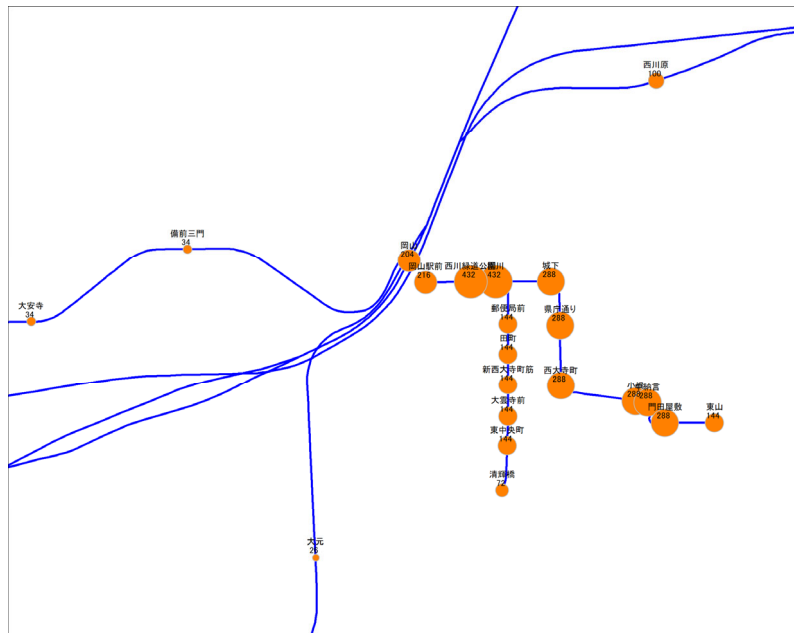 西川原
100
備前三門
34
岡山
204
岡山駅前
216
西川緑道公園
432
432
城下
288
大安寺
34
郵便局前
144
県庁通り
288
田町
144
新西大寺町筋
144
西大寺町
288
大雲寺前
144
288
288
門田屋敷
288
東山
144
東中央町
144
清輝橋
72
大元
26